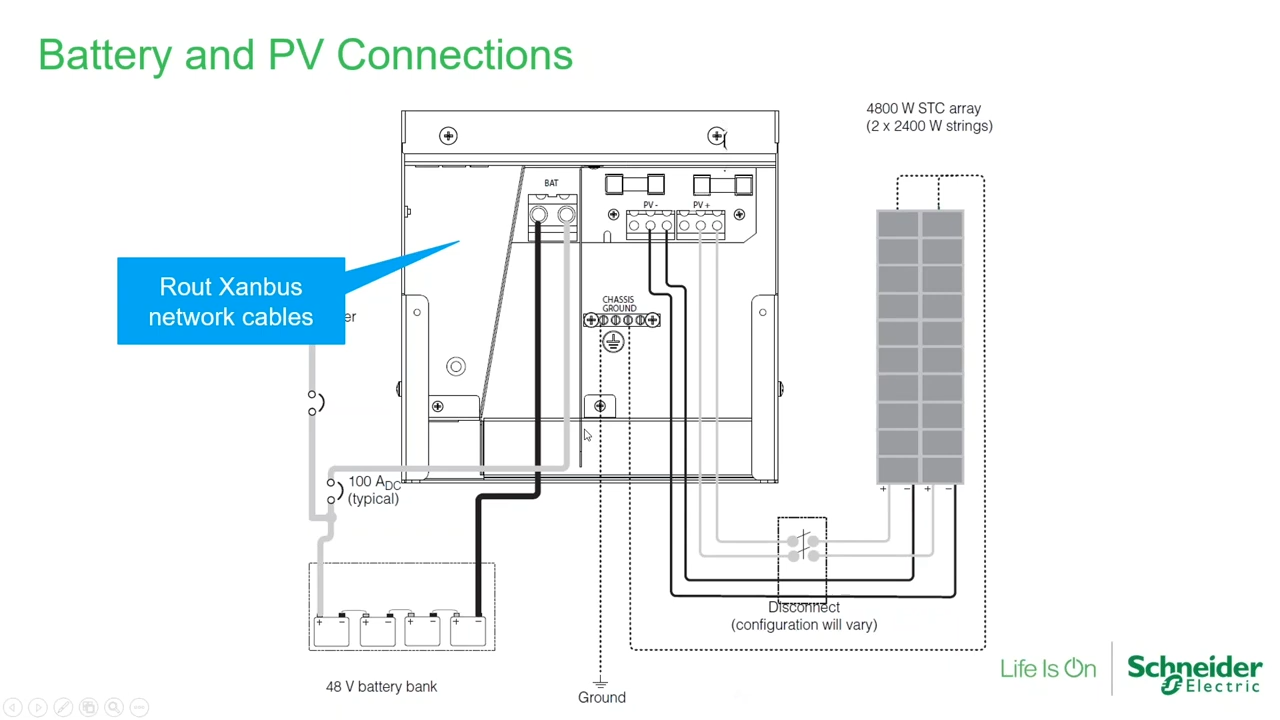 Battery and PV Connections
4800 W STC array
(2 x 2400 W strings)
BAT
PV -
PV +
Rout Xanbus
network cables
er
CHASSIS
GROUND
100 ADC
(typical)
+ - + - + - + -
+ - + -
Disconnect
(configuration will vary)
48 V battery bank
Ground
Life Is On
Schneider
Electric